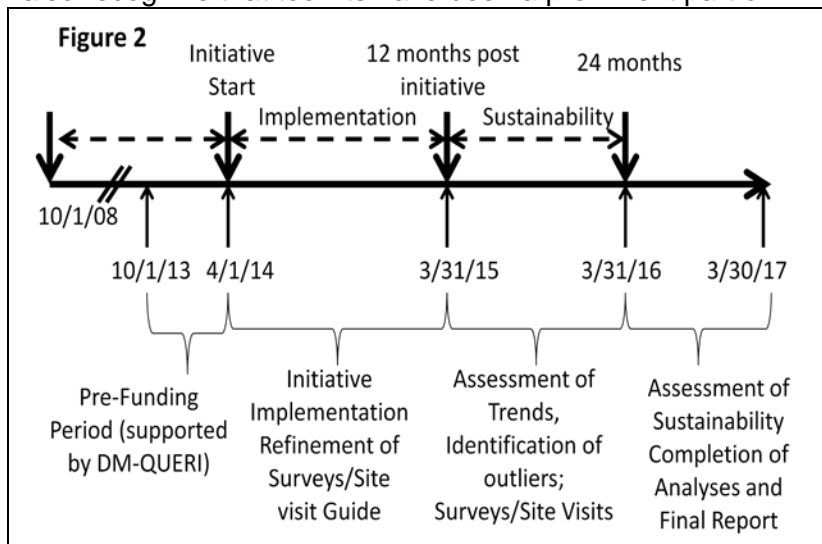 Figure 2
Initiative
Start
12 months post
initiative
24 months
Implementation
Sustainability
10/1/08
10/1/13
4/1/14
3/31/15
3/31/16
3/30/17
Pre-Funding
Period (supported
by DM-QUERI)
Initiative
Implementation
Refinement of
Surveys/Site
visit Guide
Assessment of
Trends,
Identification of
outliers;
Surveys/Site Visits
Assessment of
Sustainability
Completion of
Analyses and
Final Report